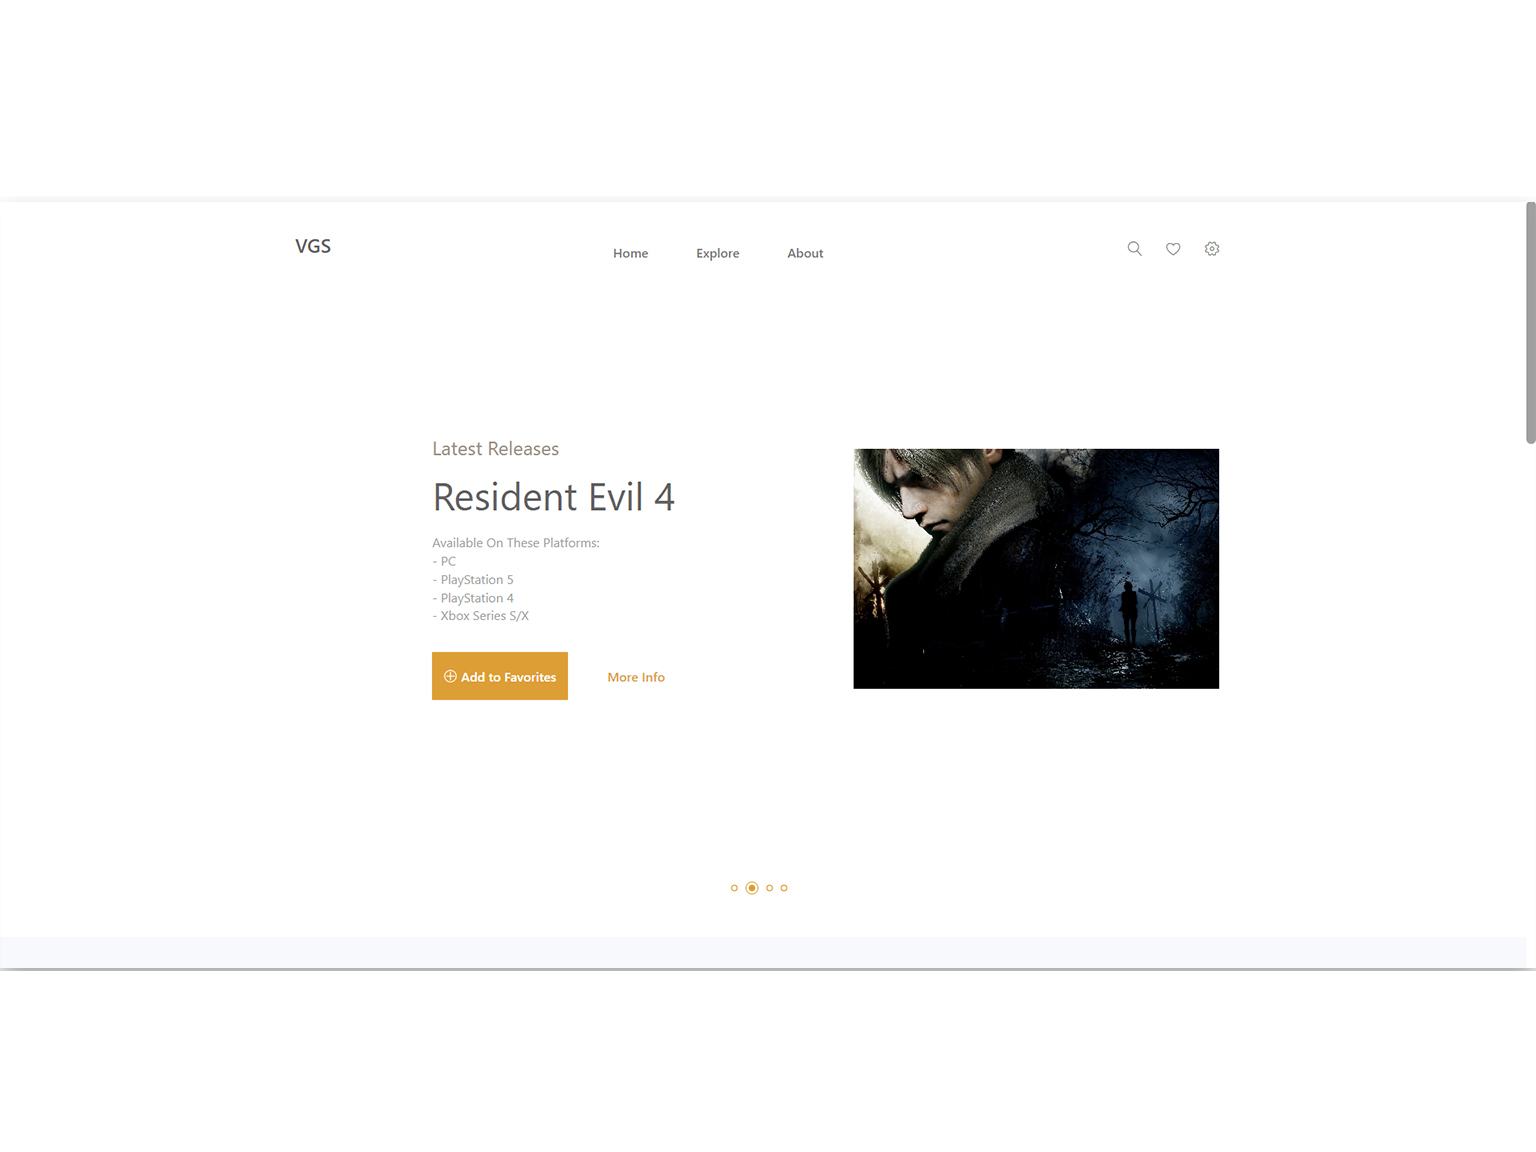 VGS
Home Explore About
Latest Releases
Resident Evil 4
Available On These Platforms:
- PC
- PlayStation 5
- PlayStation 4
- Xbox Series S/X
Add to Favorites More Info